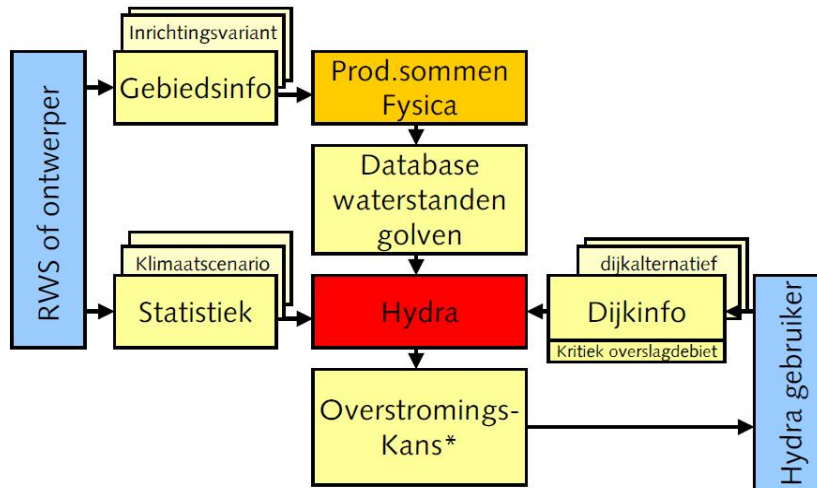 RWS of ontwerper
Inrichtingsvariant
Gebiedsinfo
Prod.sommen
Fysica
Database
waterstanden
golven
Klimaatscenario
Statistiek
Hydra
dijkalternatief
Dijkinfo
Kritiek overslagdebiet
Overstromings-
Kans*
Hydra gebruiker